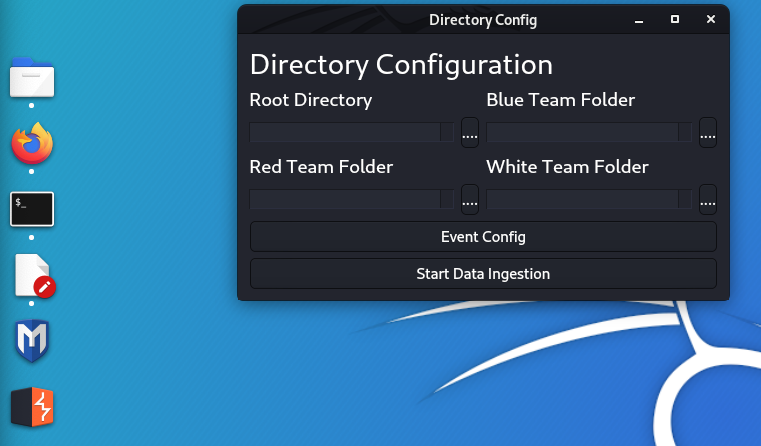 Directory Config
Directory Configuration
Root Directory
Blue Team Folder
....
....
Red Team Folder
White Team Folder
....
....
Event Config
Start Data Ingestion
$_